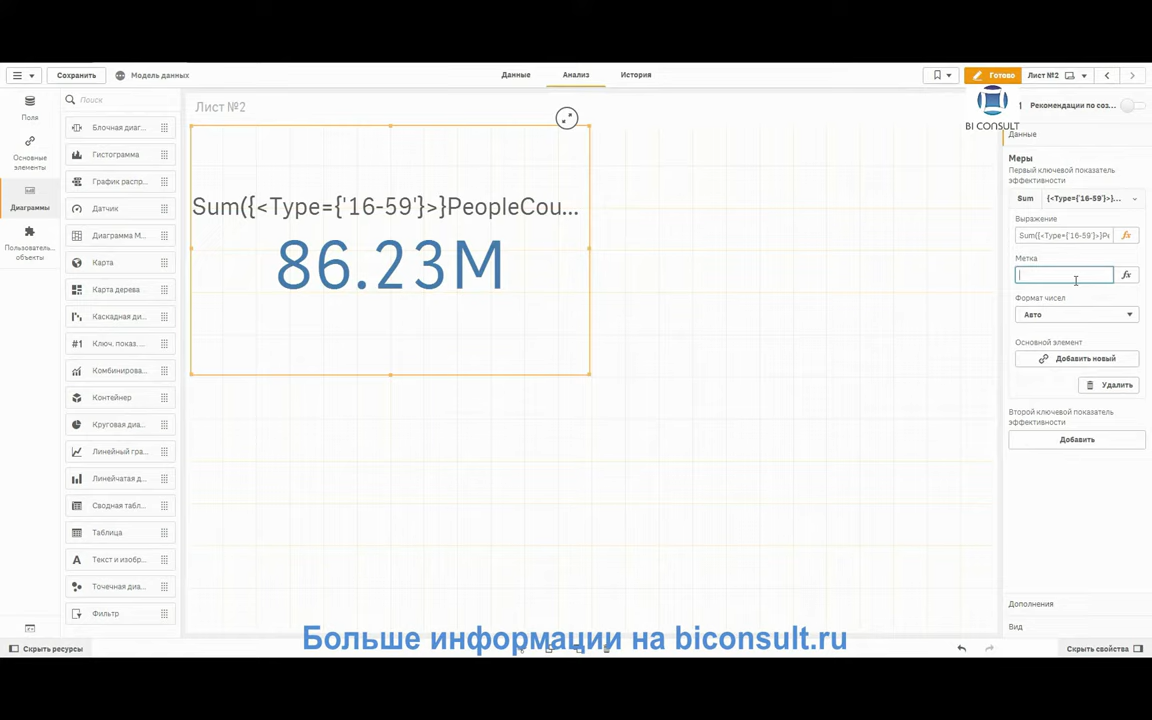 Сохранить
Модель данных
Данные
Анализ
История
Готово
Лист №2
Поля
Основные элементы
Диаграммы
Пользователь... объекты
Поиск
Блочная диаг...
Гистограмма
График распр...
Датчик
Диаграмма М...
Карта
Карта дерева
Каскадная ди...
#1 Ключ. показ...
Комбинирова...
Контейнер
Круговая диа...
Линейный гра...
Линейчатая д...
Сводная табл...
Таблица
Текст и изобр...
Точечная диа...
Фильтр
Скрыть ресурсы
Лист №2
Sum({<Type={'16-59'}>}PeopleCou...
86.23M
BI CONSULT
Рекомендации по соз...
Данные
Меры
Первый ключевой показатель
эффективности
Sum {<Type={'16-59'}>}...
Выражение
Sum({<Type={'16-59'}>}Pe
Метка
Формат чисел
Авто
Основной элемент
Добавить новый
Удалить
Второй ключевой показатель
эффективности
Добавить
Дополнения
Вид
Скрыть свойства
Больше информации на biconsult.ru